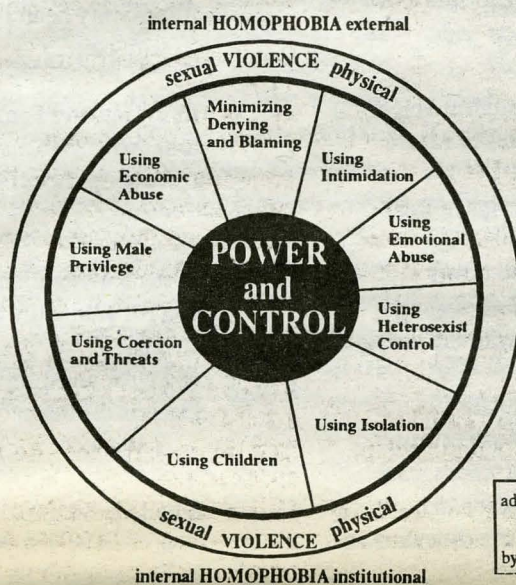 internal HOMOPHOBIA external
sexual VIOLENCE physical
Minimizing
Denying
and Blaming
Using
Intimidation
Using
Emotional
Abuse
Using
Heterosexist
Control
Using Isolation
Using Children
Using Coercion
and Threats
Using Male
Privilege
Using
Economic
Abuse
POWER
and
CONTROL
sexual VIOLENCE physical
internal HOMOPHOBIA institutional
ad
by